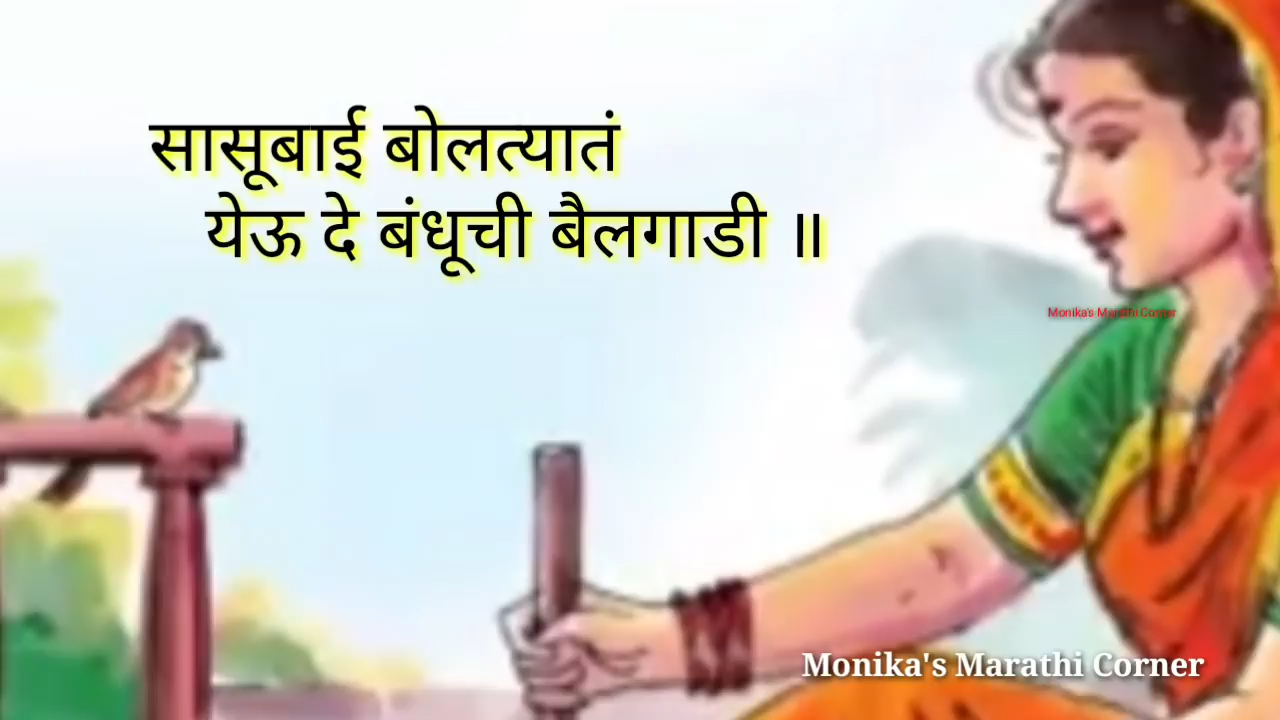 सासूबाई बोलत्यातं
येऊ दे बंधूची बैलगाडी ॥
Monika's Marathi Corner
Monika's Marathi Corner